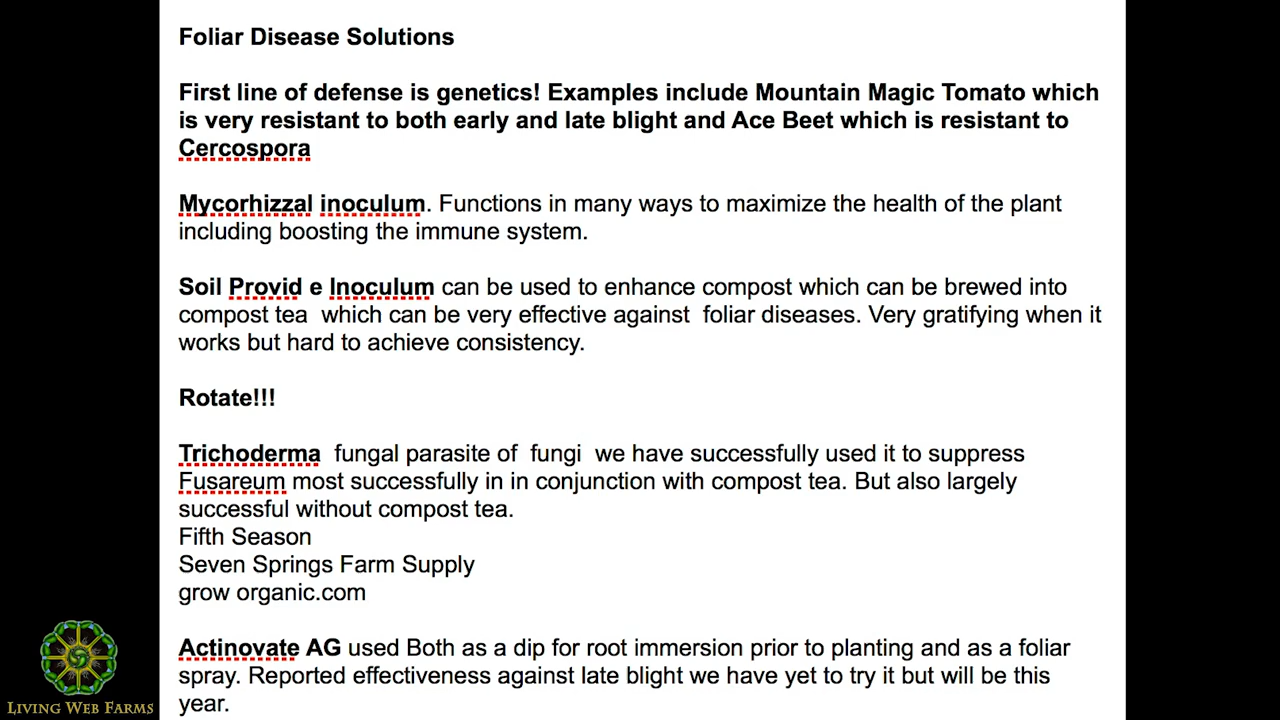 Foliar Disease Solutions
First line of defense is genetics! Examples include Mountain Magic Tomato which
is very resistant to both early and late blight and Ace Beet which is resistant to
Cercospora
Mycorhizzal inoculum. Functions in many ways to maximize the health of the plant
including boosting the immune system.
Soil Provid e Inoculum can be used to enhance compost which can be brewed into
compost tea  which can be very effective against  foliar diseases. Very gratifying when it
works but hard to achieve consistency.
Rotate!!!
Trichoderma  fungal parasite of  fungi  we have successfully used it to suppress
Fusareum most successfully in in conjunction with compost tea. But also largely
successful without compost tea.
Fifth Season
Seven Springs Farm Supply
grow organic.com
Actinovate AG used Both as a dip for root immersion prior to planting and as a foliar
spray. Reported effectiveness against late blight we have yet to try it but will be this
year.
LIVING WEB FARMS